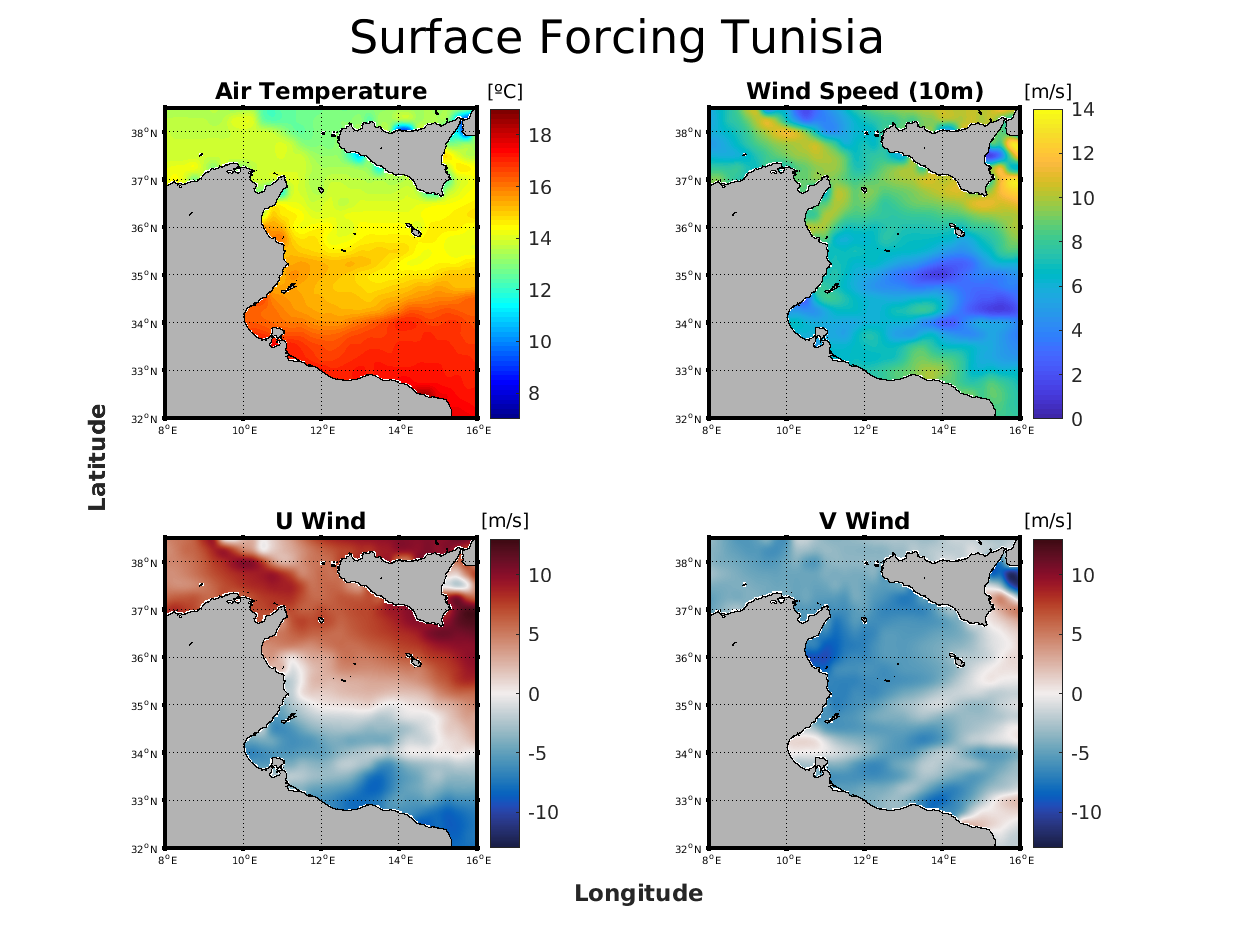 Surface Forcing Tunisia
Air Temperature [ºC]
38°N
37°N
36°N
35°N
34°N
33°N
32°N
8°E 10°E 12°E 14°E 16°E
18
16
14
12
10
8
Wind Speed (10m) [m/s]
38°N
37°N
36°N
35°N
34°N
33°N
32°N
8°E 10°E 12°E 14°E 16°E
14
12
10
8
6
4
2
0
Latitude
U Wind [m/s]
38°N
37°N
36°N
35°N
34°N
33°N
32°N
8°E 10°E 12°E 14°E 16°E
10
5
0
-5
-10
V Wind [m/s]
38°N
37°N
36°N
35°N
34°N
33°N
32°N
8°E 10°E 12°E 14°E 16°E
10
5
0
-5
-10
Longitude